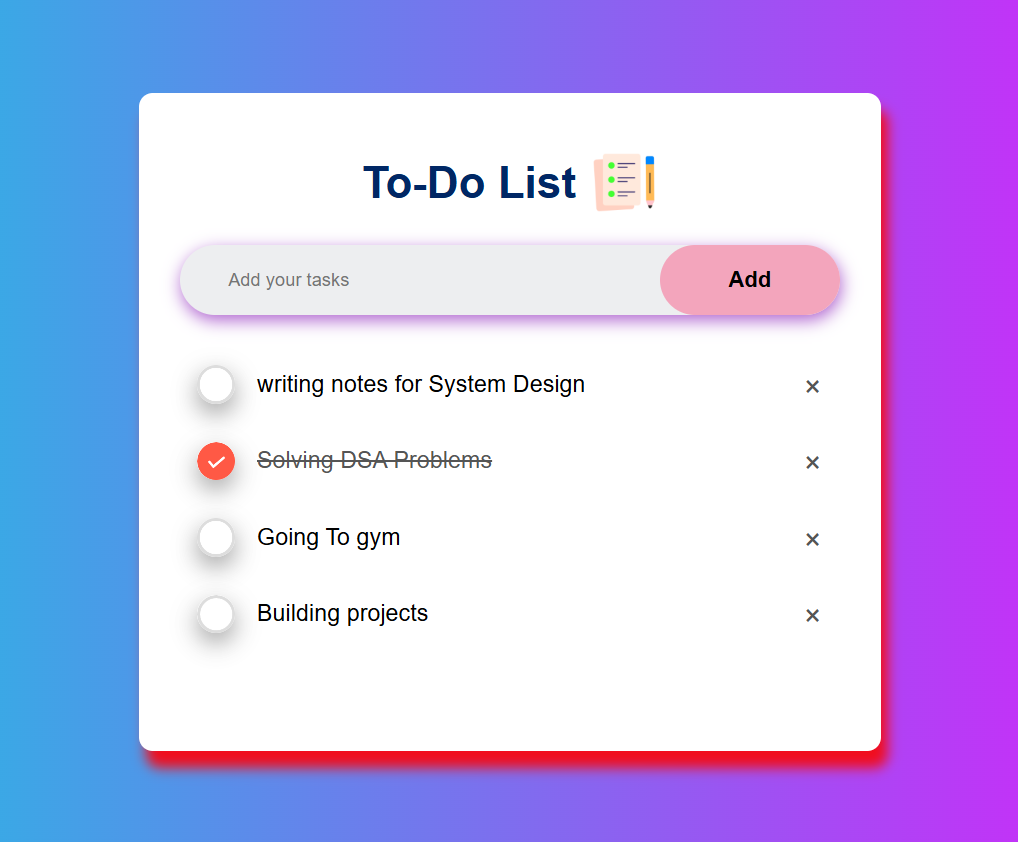 To-Do List
Add your tasks
Add
writing notes for System Design
×
Solving DSA Problems
×
Going To gym
×
Building projects
×